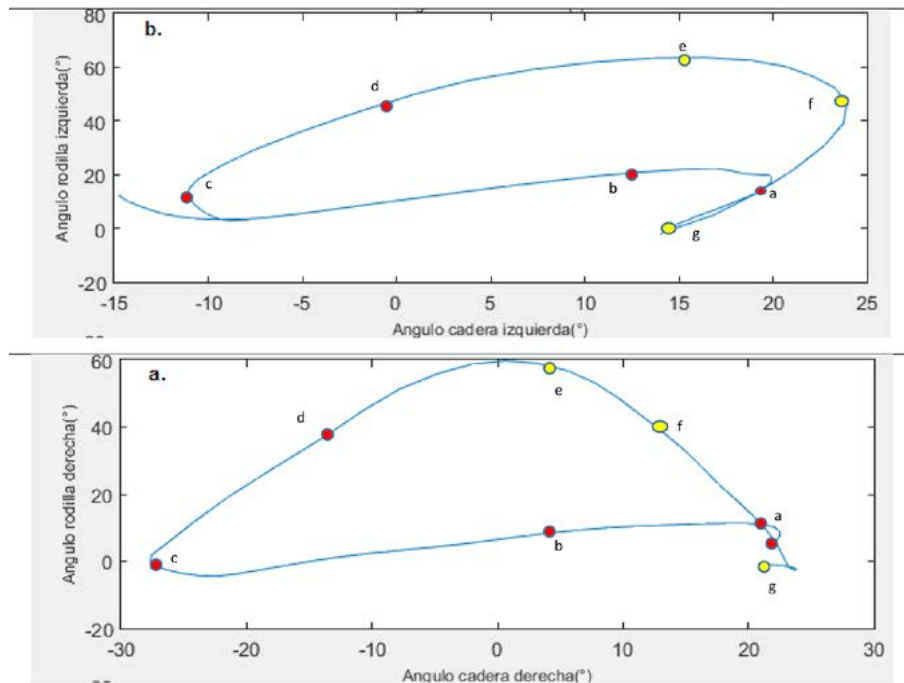 80
b.
60
40
20
0
-20
Angulo rodilla izquierda(°)
e
d
f
c
b
a
g
-15
-10
-5
0
5
10
15
20
25
Angulo cadera izquierda(°)
60
a.
40
20
0
-20
Angulo rodilla derecha(°)
e
d
f
a
b
c
g
-30
-20
-10
0
10
20
30
Angulo cadera derecha(°)